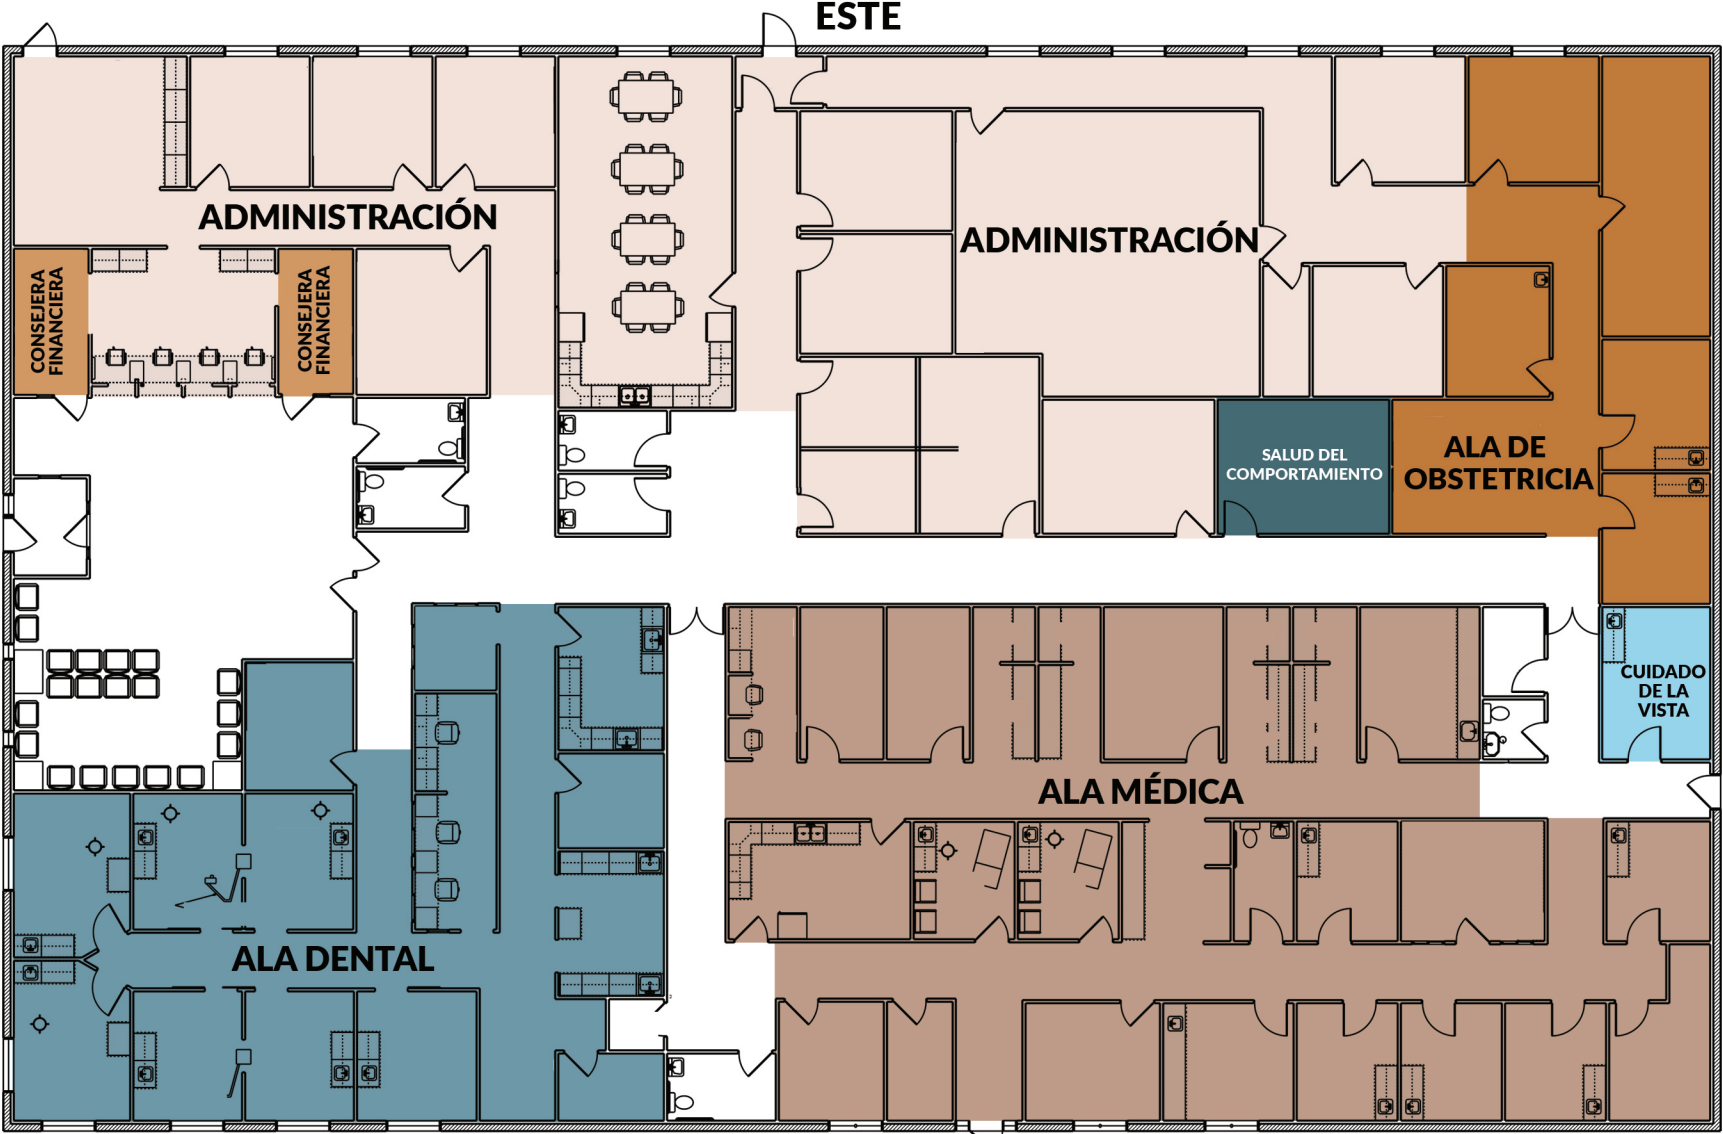 ESTE
ADMINISTRACIÓN
ADMINISTRACIÓN
CONSEJERA
FINANCIERA
CONSEJERA
FINANCIERA
SALUD DEL
COMPORTAMIENTO
ALA DE
OBSTETRICIA
CUIDADO
DE LA
VISTA
ALA MÉDICA
ALA DENTAL